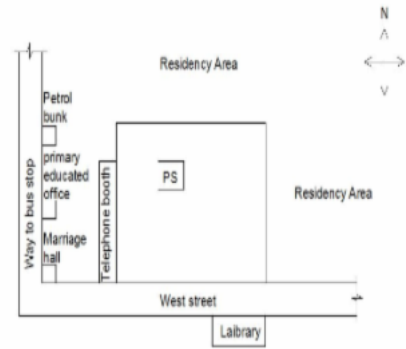 N
Residency Area
Petrol
bunk
primary
educated
office
Way to bus stop
Telephone booth
PS
Residency Area
Marriage
hall
West street
Laibrary